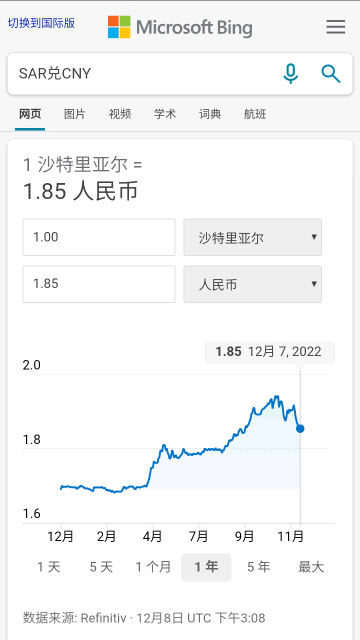 切换到国际版
Microsoft Bing
SAR兑CNY
网页 图片 视频 学术 词典 航班
1 沙特里亚尔 =
1.85 人民币
1.00 沙特里亚尔
1.85 人民币
1.85 12月 7, 2022
2.0
1.8
1.6
12月 2月 4月 7月 9月 11月
1 天 5 天 1 个月 1 年 5 年 最大
数据来源: Refinitiv · 12月8日 UTC 下午3:08